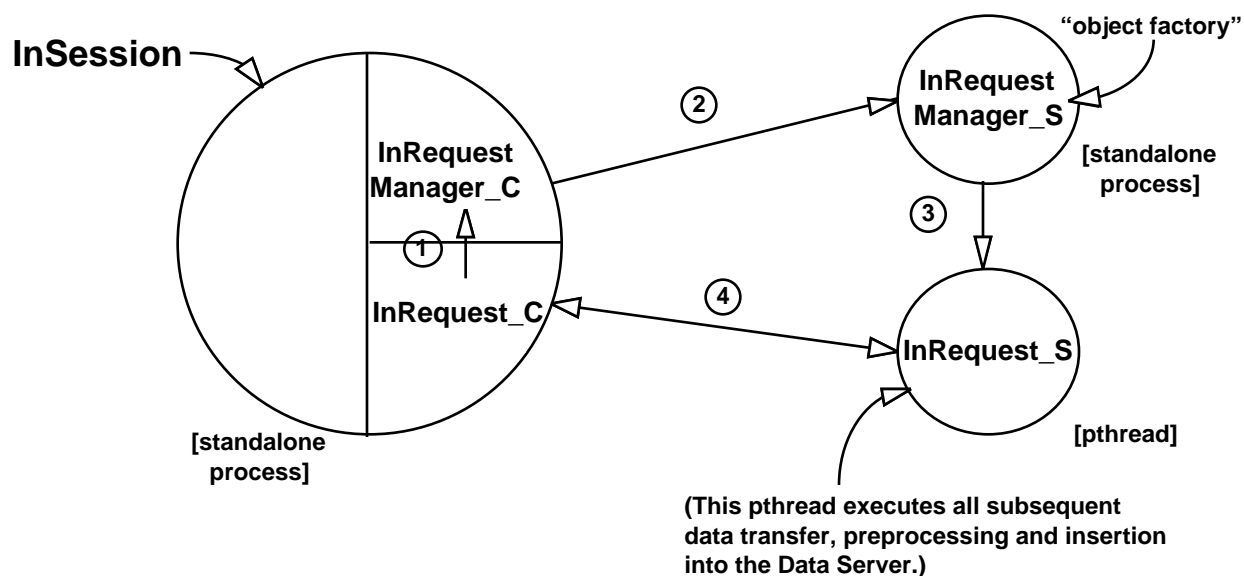 InSession
“object factory”
InRequest
Manager_S
[standalone
process]
2
InRequest
Manager_C
1
InRequest_C
3
4
InRequest_S
[standalone
process]
[pthread]
(This pthread executes all subsequent
data transfer, preprocessing and insertion
into the Data Server.)